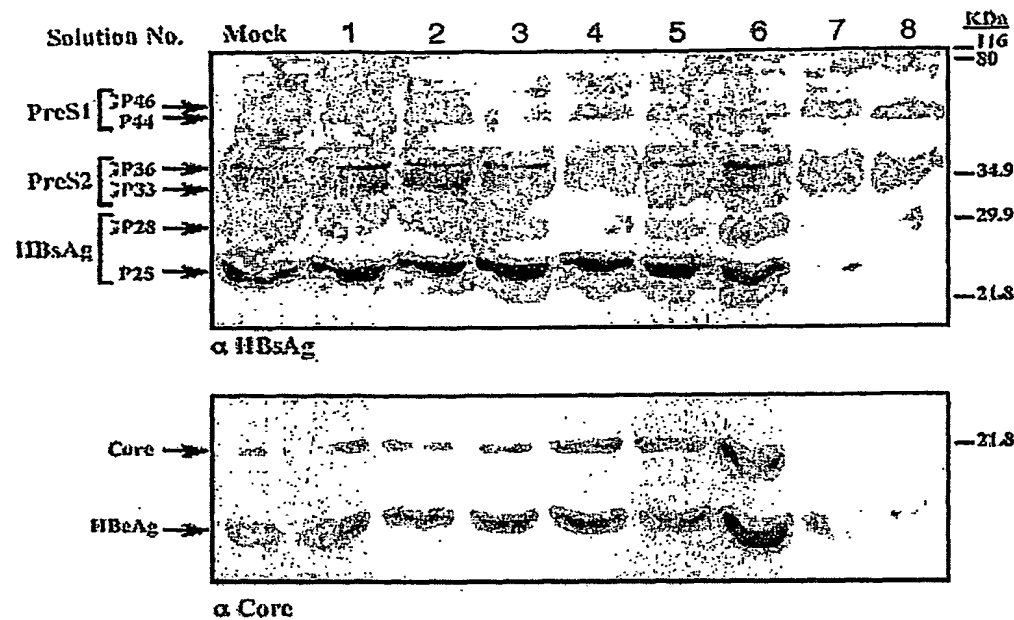 KDa
Solution No. Mock 1 2 3 4 5 6 7 8
116
80
PreS1
P46
P44
PreS2
P36
P33
34.9
HBsAg
P28
P25
29.9
21.8
α HBsAg
Core
21.8
HBeAg
α Core